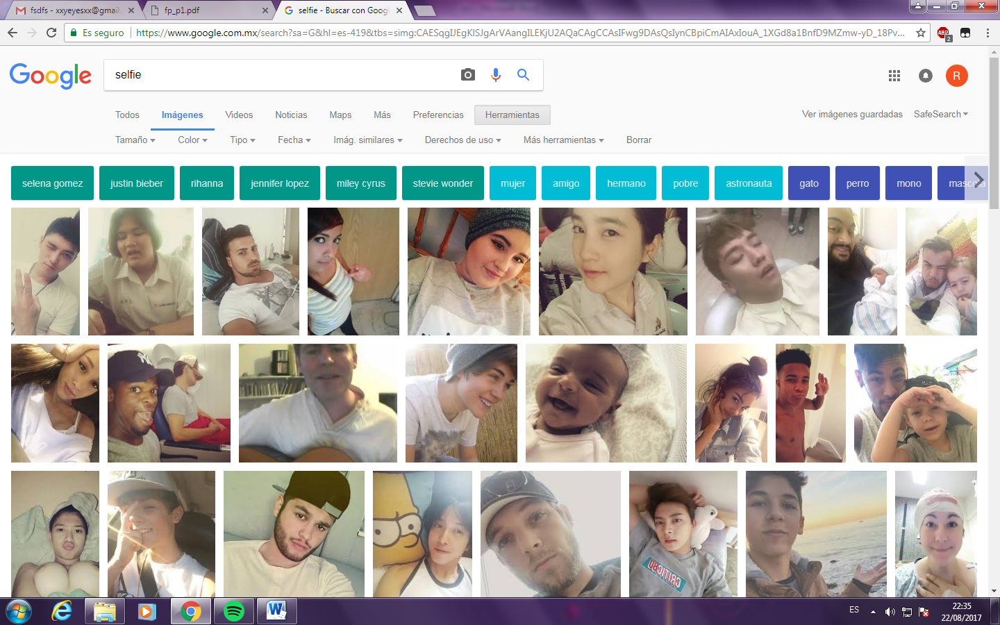 fsdfs - xxyeyesxx@gmail.
fp_p1.pdf
selfie - Buscar con Goog
Es seguro
https://www.google.com.mx/search?sa=G&hl=es-419&tbs=simg:CAESqgIJEgKlSJgArVAangILEKjU2AQaCAgCCAsIFwg9DAsQsIynCBpiCmAIAxIouA_1XGd8a1BnfD9MZmw-yD_18Pv...
ABP
2
Google
selfie
R
Todos
Imágenes
Videos
Noticias
Maps
Más
Preferencias
Herramientas
Ver imágenes guardadas
SafeSearch
Tamaño
Color
Tipo
Fecha
Imág. similares
Derechos de uso
Más herramientas
Borrar
selena gomez
justin bieber
rihanna
jennifer lopez
miley cyrus
stevie wonder
mujer
amigo
hermano
pobre
astronauta
gato
perro
mono
mascota
ES
22:35
22/08/2017